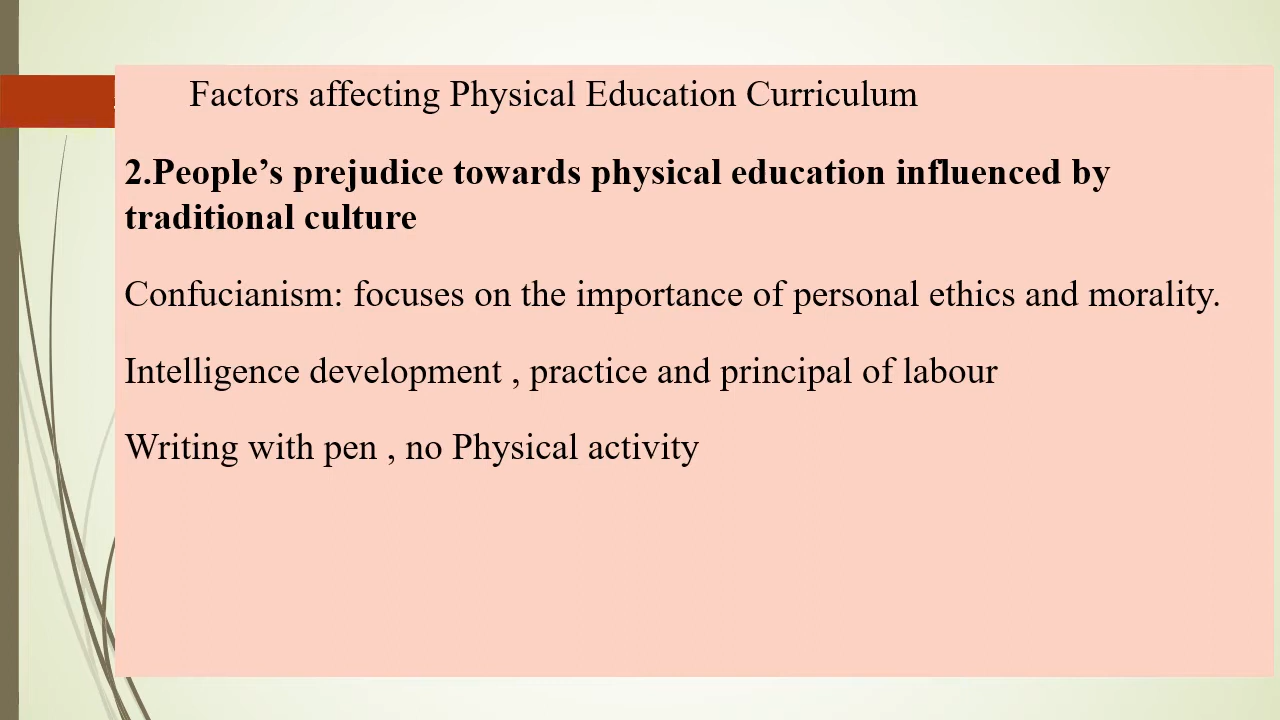 Factors affecting Physical Education Curriculum
2.People’s prejudice towards physical education influenced by
traditional culture
Confucianism: focuses on the importance of personal ethics and morality.
Intelligence development , practice and principal of labour
Writing with pen , no Physical activity